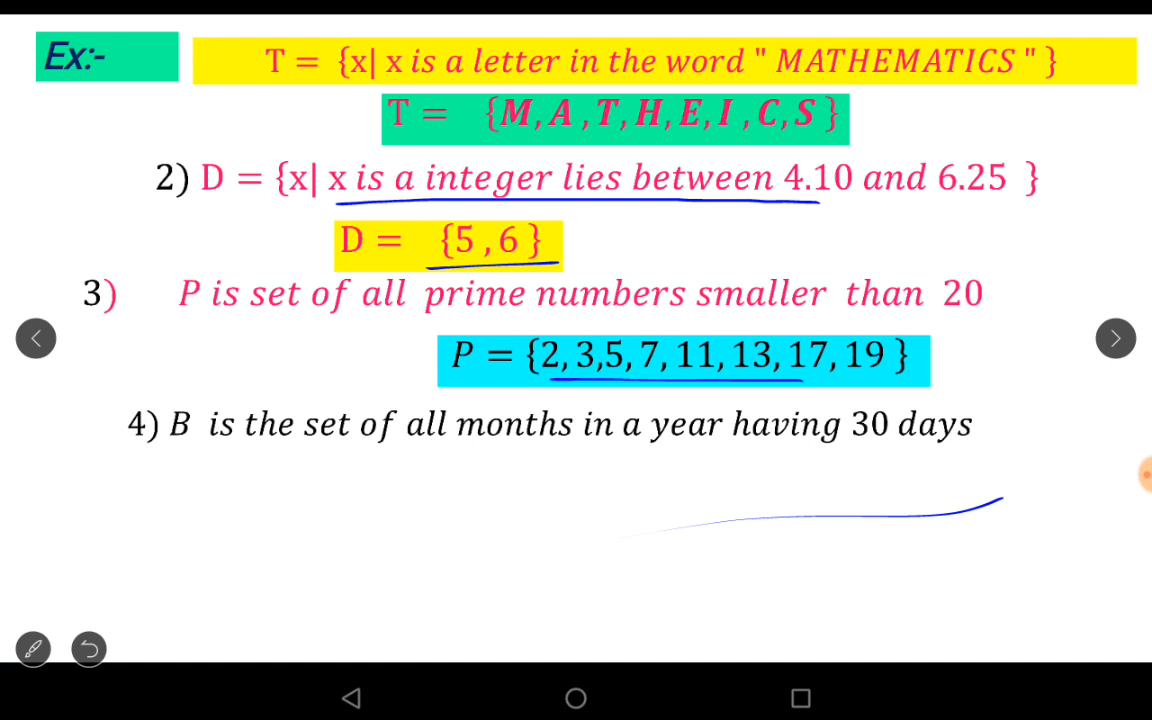 Ex:-
T = {x| x is a letter in the word " MATHEMATICS " }
T = {M, A , T, H, E, I , C, S }
2) D = {x| x is a integer lies between 4.10 and 6.25 }
D = {5 , 6 }
3) P is set of all prime numbers smaller than 20
P = {2, 3,5, 7, 11, 13, 17, 19 }
4) B is the set of all months in a year having 30 days